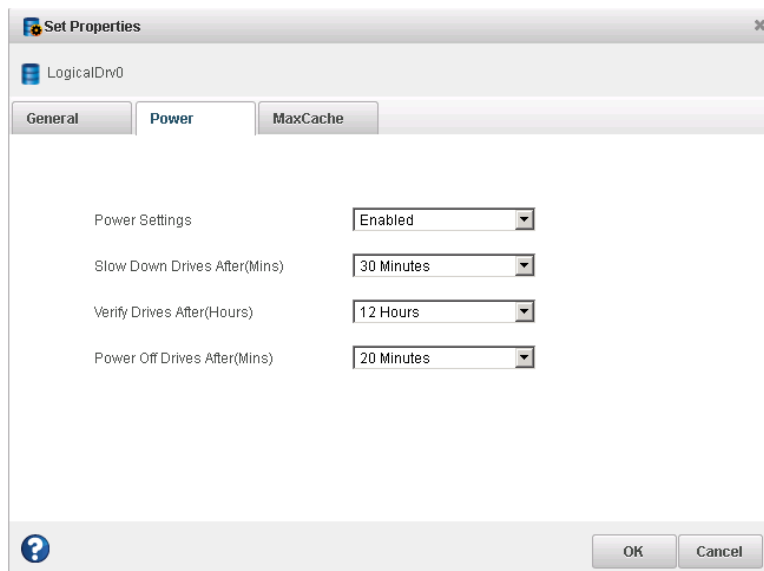 Set Properties
LogicalDrv0
General Power MaxCache
Power Settings Enabled
Slow Down Drives After(Mins) 30 Minutes
Verify Drives After(Hours) 12 Hours
Power Off Drives After(Mins) 20 Minutes
? OK Cancel